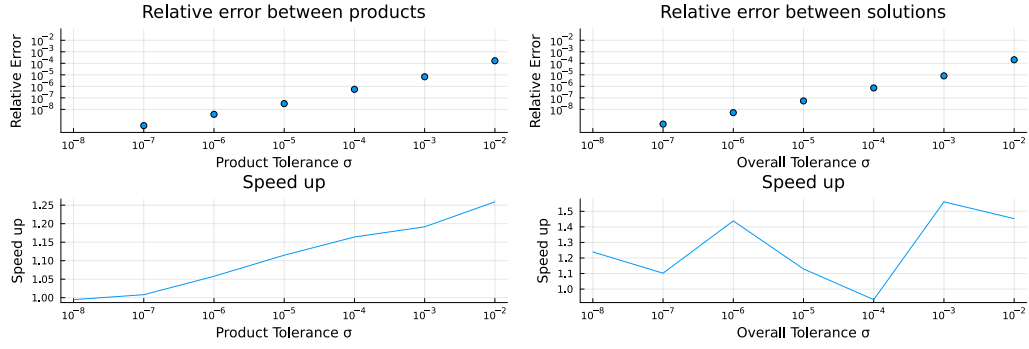 Relative error between products
Relative Error
10⁻²
10⁻³
10⁻⁴
10⁻⁵
10⁻⁶
10⁻⁷
10⁻⁸
10⁻⁸ 10⁻⁷ 10⁻⁶ 10⁻⁵ 10⁻⁴ 10⁻³ 10⁻²
Product Tolerance σ
Relative error between solutions
Relative Error
10⁻²
10⁻³
10⁻⁴
10⁻⁵
10⁻⁶
10⁻⁷
10⁻⁸
10⁻⁸ 10⁻⁷ 10⁻⁶ 10⁻⁵ 10⁻⁴ 10⁻³ 10⁻²
Overall Tolerance σ
Speed up
Speed up
1.25
1.20
1.15
1.10
1.05
1.00
10⁻⁸ 10⁻⁷ 10⁻⁶ 10⁻⁵ 10⁻⁴ 10⁻³ 10⁻²
Product Tolerance σ
Speed up
Speed up
1.5
1.4
1.3
1.2
1.1
1.0
10⁻⁸ 10⁻⁷ 10⁻⁶ 10⁻⁵ 10⁻⁴ 10⁻³ 10⁻²
Overall Tolerance σ